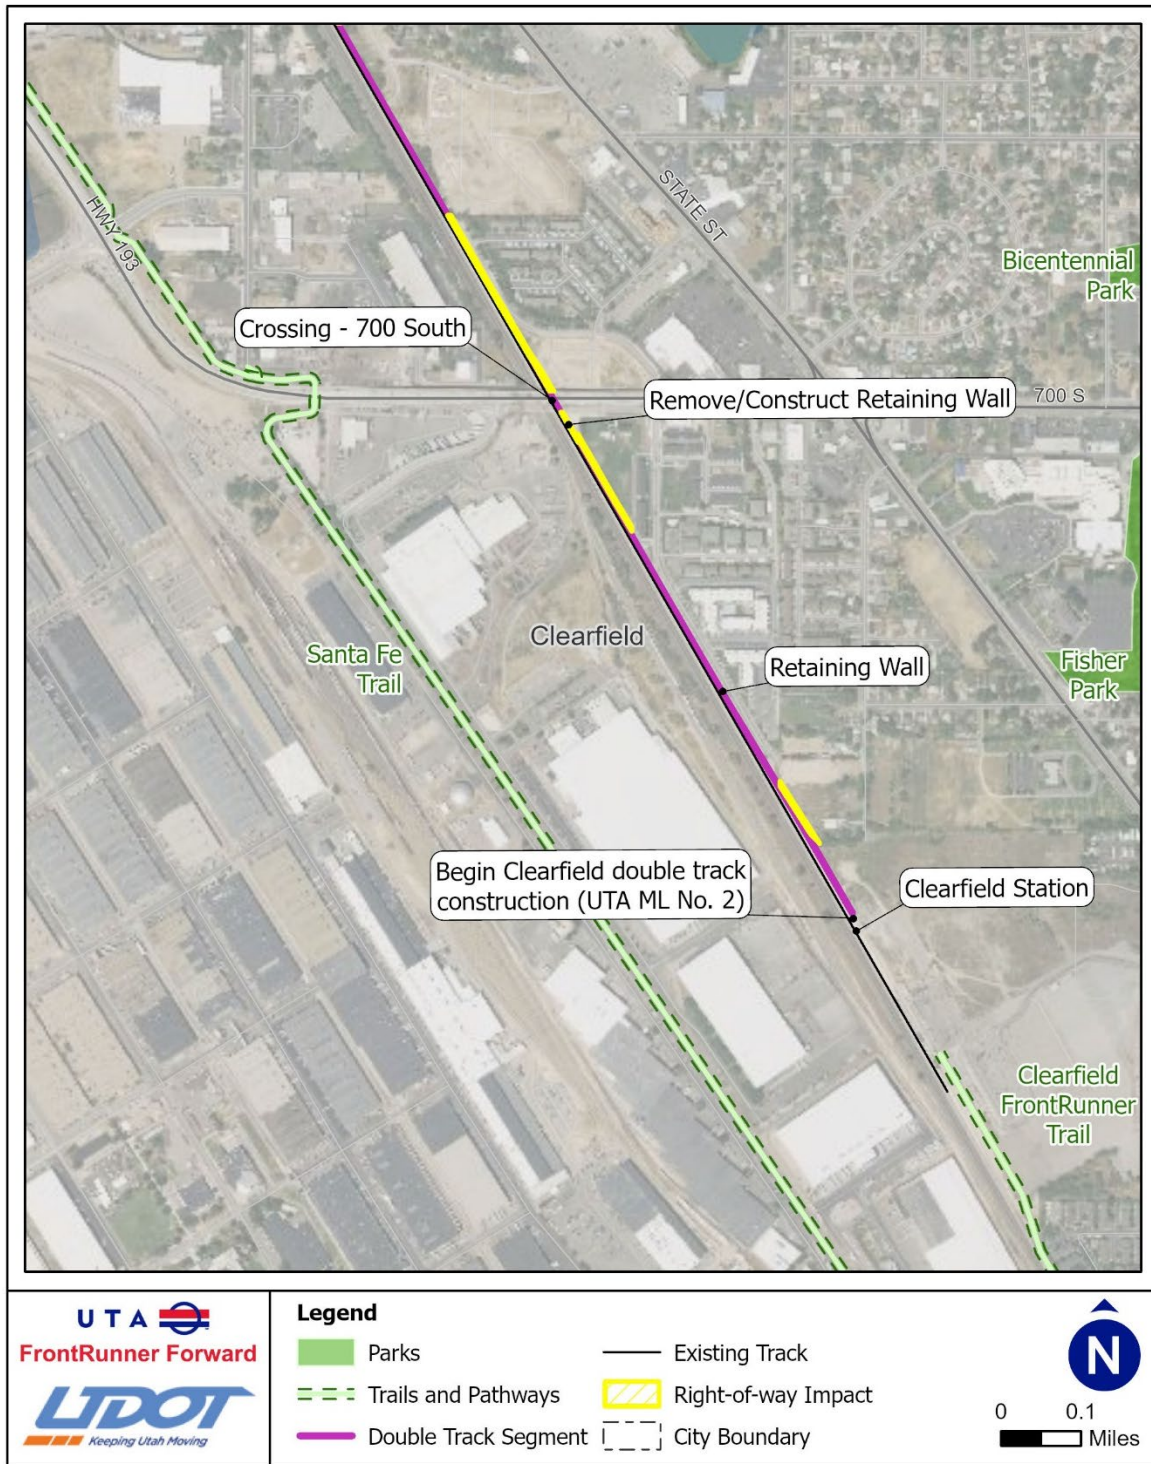 STATE ST
HWY 193
Bicentennial
Park
Crossing - 700 South
Remove/Construct Retaining Wall
700 S
Clearfield
Santa Fe
Trail
Retaining Wall
Fisher
Park
Begin Clearfield double track
construction (UTA ML No. 2)
Clearfield Station
Clearfield
FrontRunner
Trail
UTA
FrontRunner Forward
UDOT
Keeping Utah Moving
Legend
Parks
Trails and Pathways
Double Track Segment
Existing Track
Right-of-way Impact
City Boundary
N
0 0.1
Miles